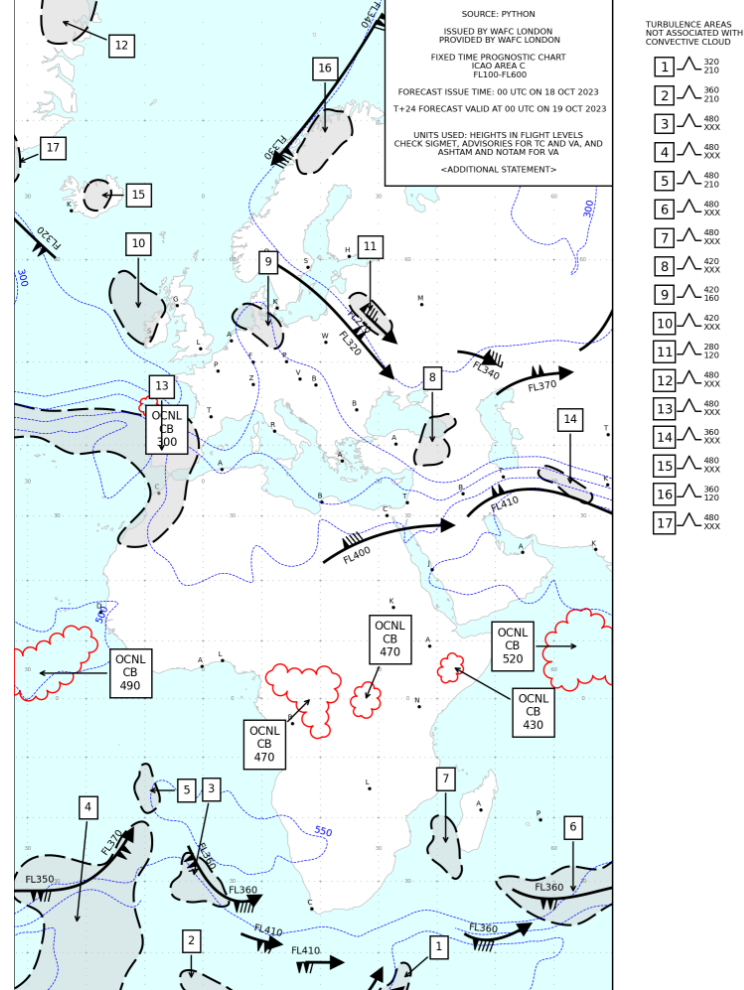 SOURCE: PYTHON
ISSUED BY WAFC LONDON
PROVIDED BY WAFC LONDON
FIXED TIME PROGNOSTIC CHART
ICAO AREA C
FL100-FL600
FORECAST ISSUE TIME: 00 UTC ON 18 OCT 2023
T+24 FORECAST VALID AT 00 UTC ON 19 OCT 2023
UNITS USED: HEIGHTS IN FLIGHT LEVELS
CHECK SIGMET, ADVISORIES FOR TC AND VA, AND
ASHTAM AND NOTAM FOR VA
<ADDITIONAL STATEMENT>
TURBULENCE AREAS
NOT ASSOCIATED WITH
CONVECTIVE CLOUD
1 320
210
2 360
210
3 480
XXX
4 480
XXX
5 480
210
6 480
XXX
7 480
XXX
8 420
XXX
9 420
160
10 420
XXX
11 280
120
12 480
XXX
13 480
XXX
14 360
XXX
15 480
XXX
16 360
120
17 480
XXX
FL340
12
16
FL350
17
15
K
FL320
300
300
10
9
11
S
H
G
K
M
L
A
W
FL320
FL340
FL370
P
K
P
V
B
Z
8
13
OCNL
CB
300
T
B
R
A
A
A
14
T
T
K
C
B
T
B
C
FL410
FL400
A
K
J
500
D
K
OCNL
CB
470
A
OCNL
CB
520
A
L
OCNL
CB
490
OCNL
CB
430
N
OCNL
CB
470
B
L
7
5
3
4
A
P
550
6
FL370
FL360
FL350
FL360
FL360
C
FL410
FL360
2
FL410
1